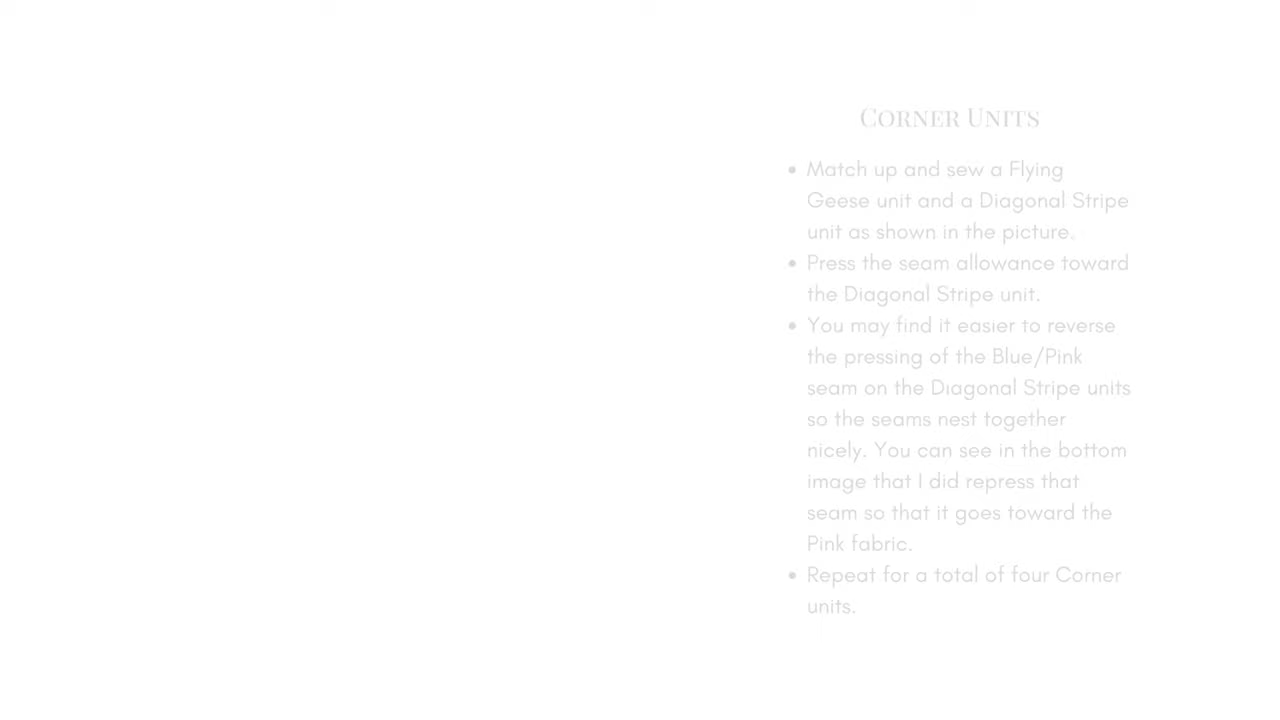 Corner Units
• Match up and sew a Flying
Geese unit and a Diagonal Stripe
unit as shown in the picture.
• Press the seam allowance toward
the Diagonal Stripe unit.
• You may find it easier to reverse
the pressing of the Blue/Pink
seam on the Diagonal Stripe units
so the seams nest together
nicely. You can see in the bottom
image that I did repress that
seam so that it goes toward the
Pink fabric.
• Repeat for a total of four Corner
units.